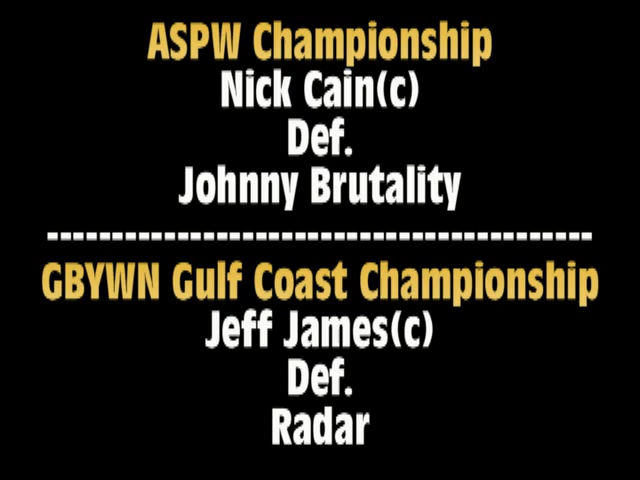 ASPW Championship
Nick Cain(c)
Def.
Johnny Brutality
------------------------------------------
GBYWN Gulf Coast Championship
Jeff James(c)
Def.
Radar